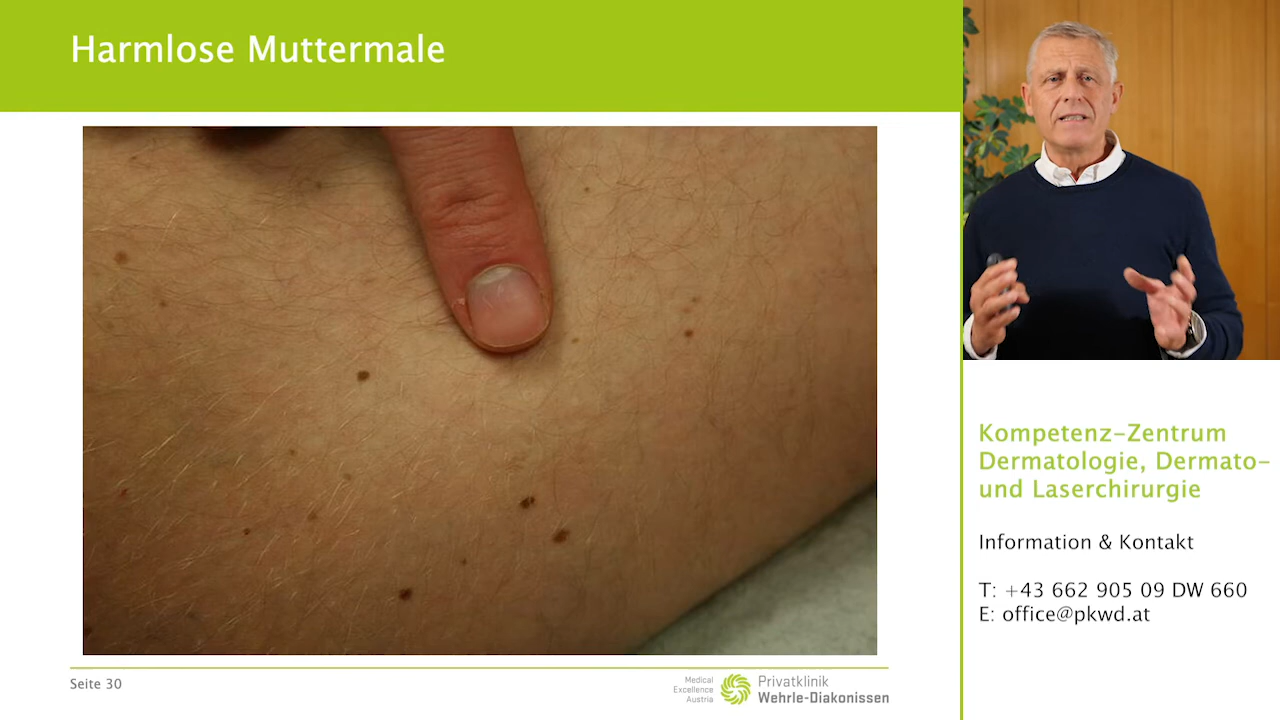 Harmlose Muttermale
Kompetenz-Zentrum
Dermatologie, Dermato-
und Laserchirurgie
Information & Kontakt
T: +43 662 905 09 DW 660
E: office@pkwd.at
Seite 30
Medical
Excellence
Austria
Privatklinik
Wehrle-Diakonissen